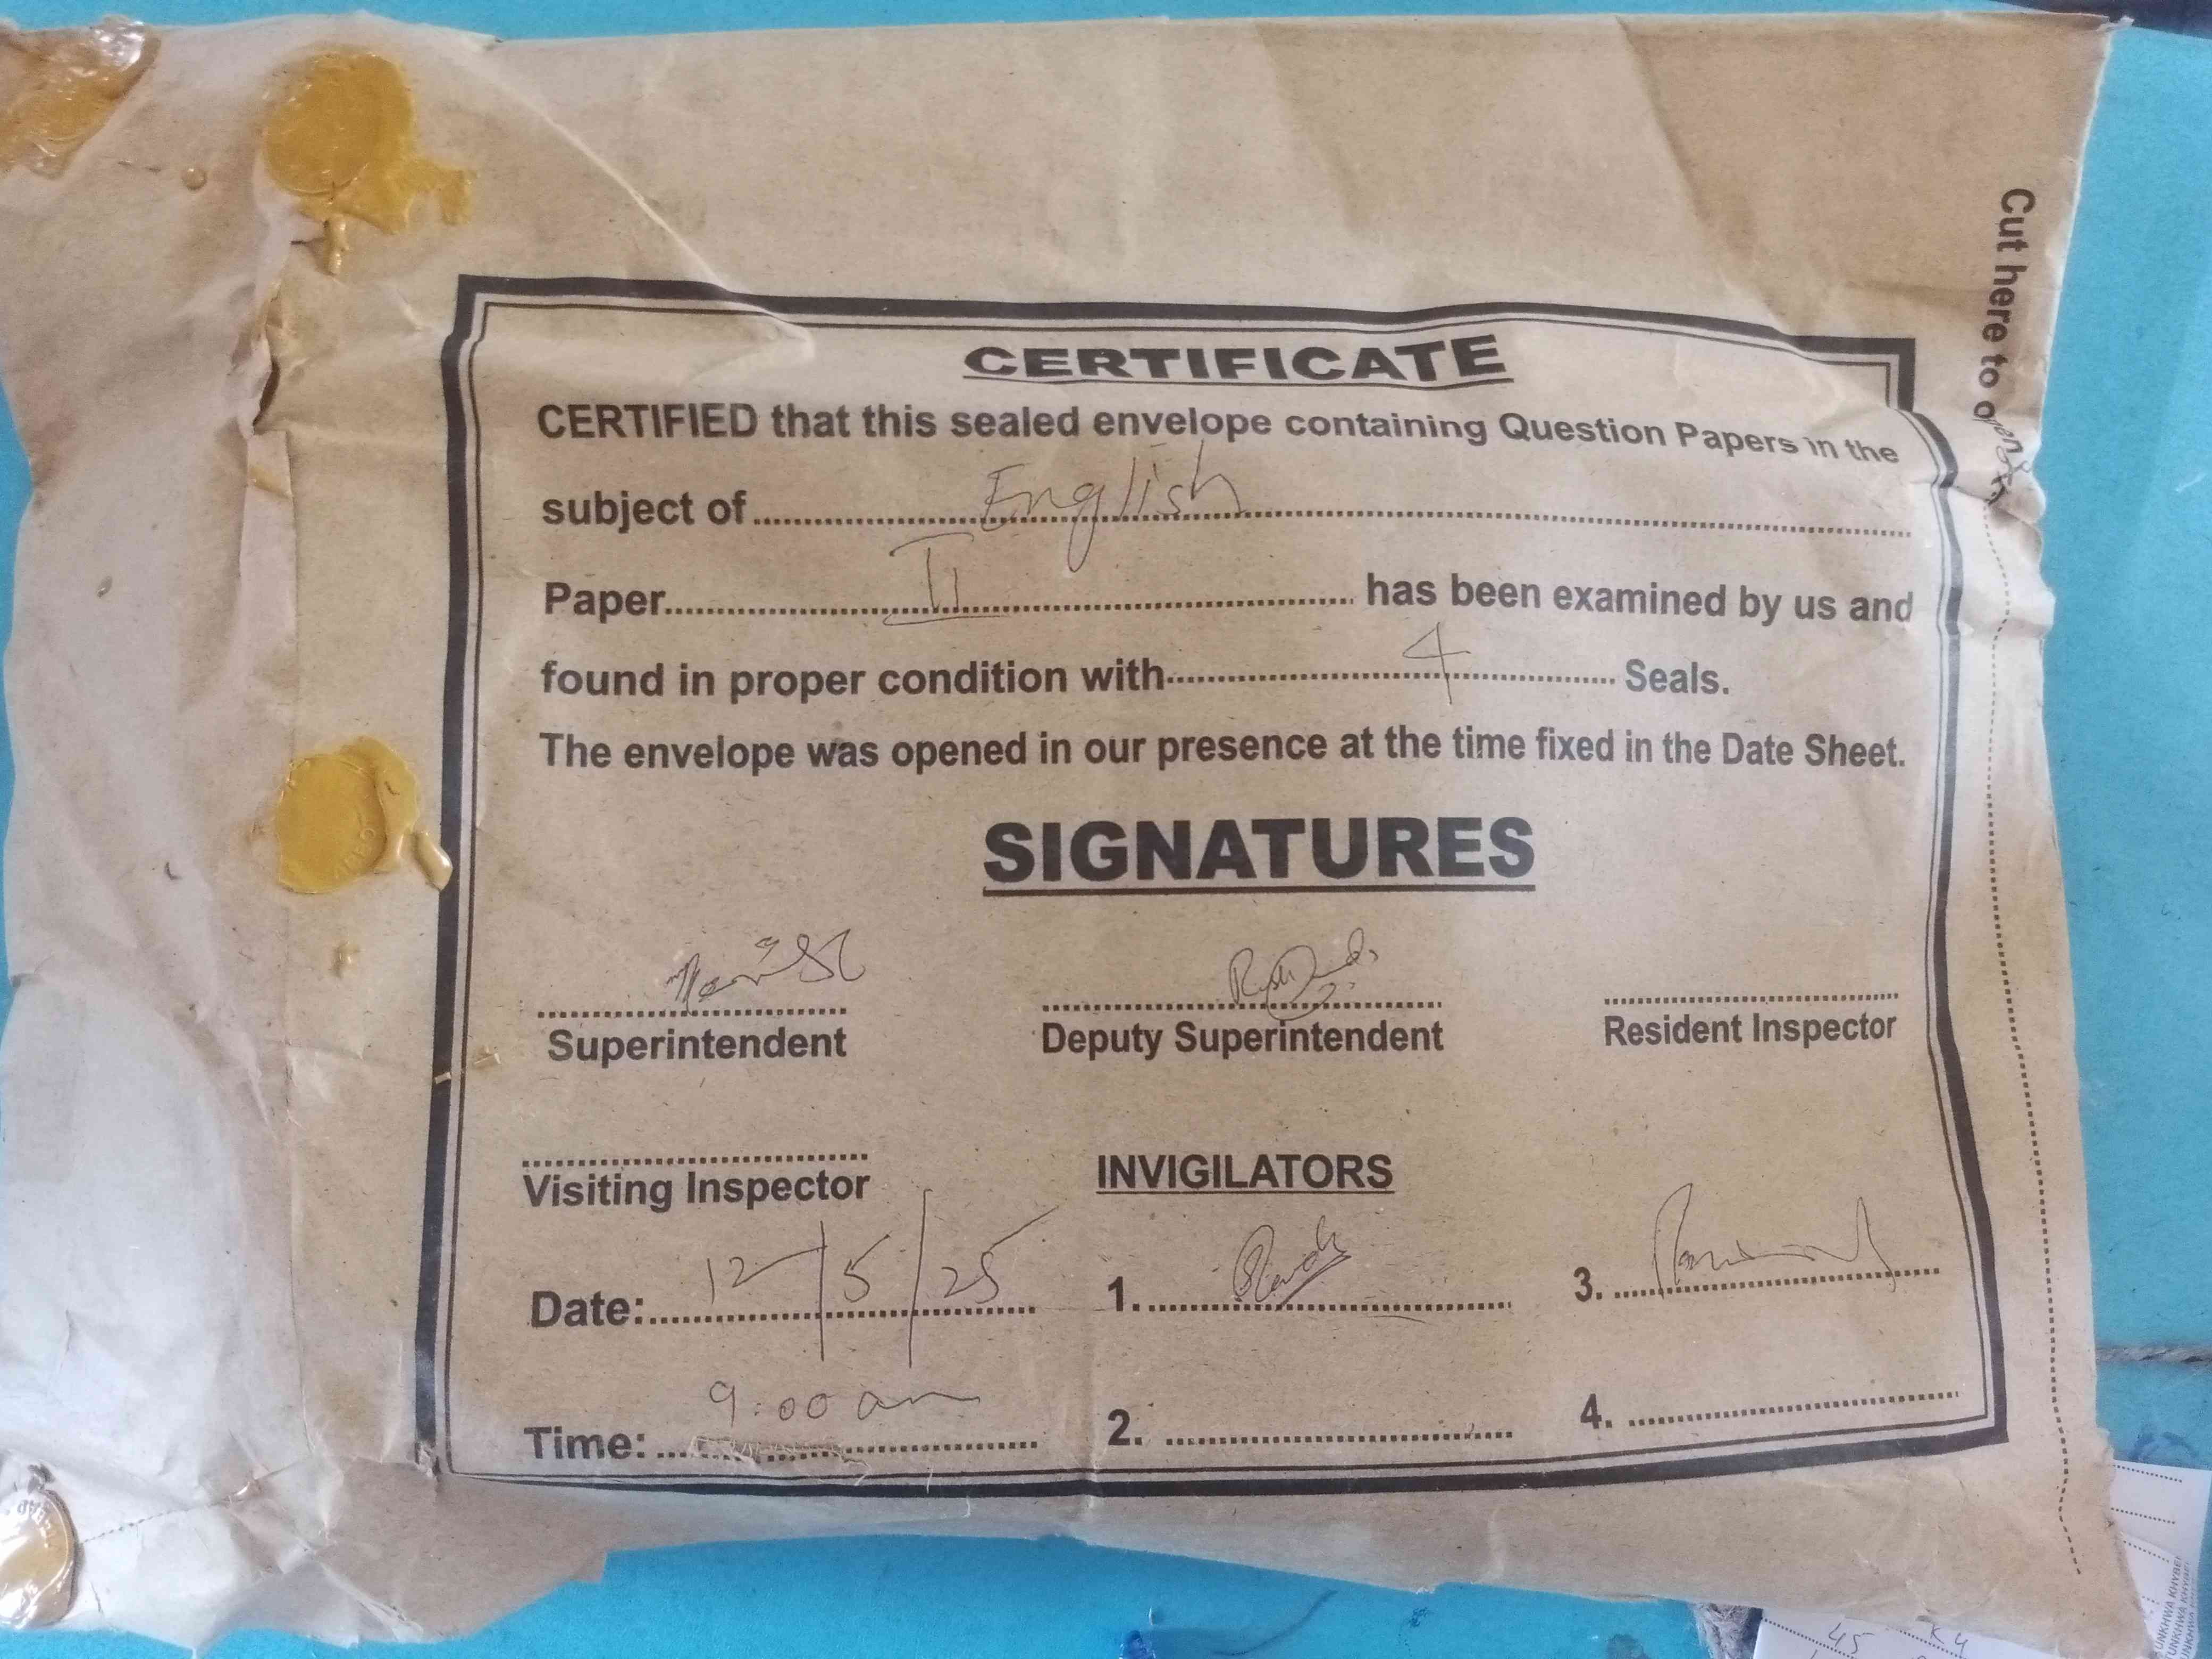 CERTIFICATE
CERTIFIED that this sealed envelope containing Question Papers in the
subject of English
Paper II has been examined by us and
found in proper condition with 4 Seals.
The envelope was opened in our presence at the time fixed in the Date Sheet.
SIGNATURES
Superintendent Deputy Superintendent Resident Inspector
Visiting Inspector INVIGILATORS
Date: 12/5/25 1. 3.
Time: 9:00 am 2. 4.
Cut here to open
45 K4